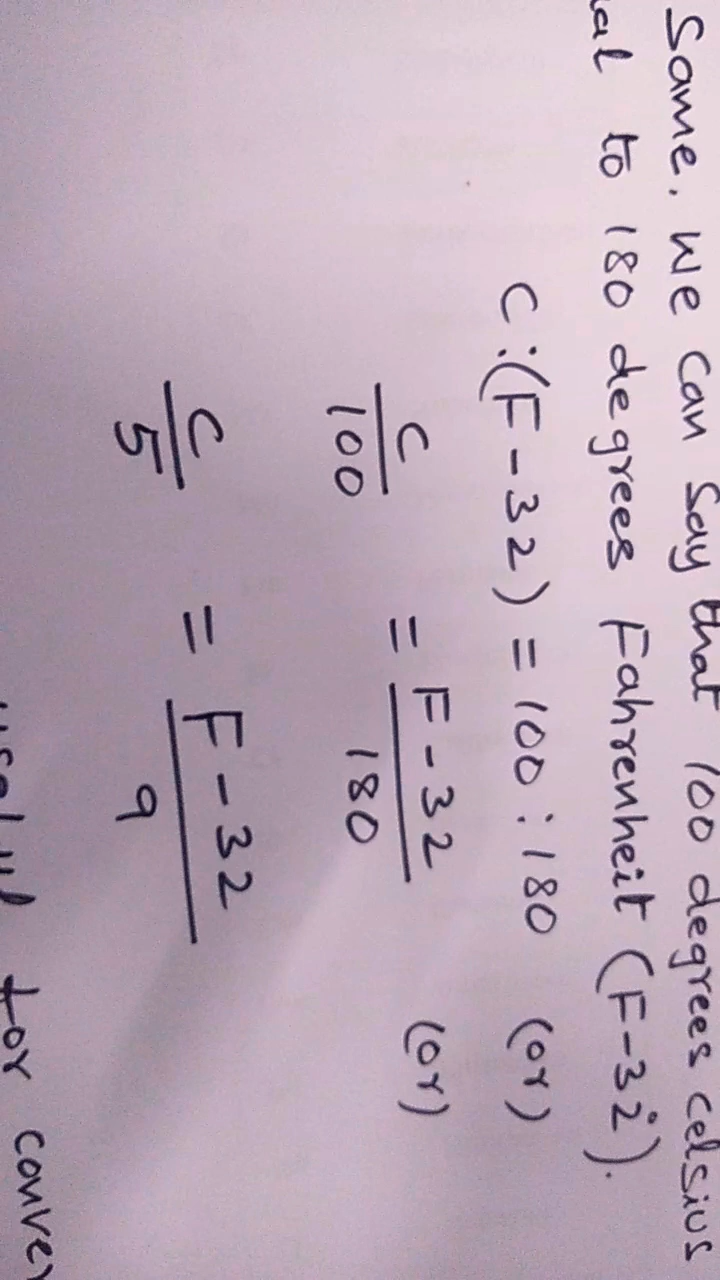 Same. We can say that 100 degrees celsius
to 180 degrees Fahrenheit (F-32).
C:(F-32) = 100:180 (or)
C/100 = F-32/180 (or)
C/5 = F-32/9
for